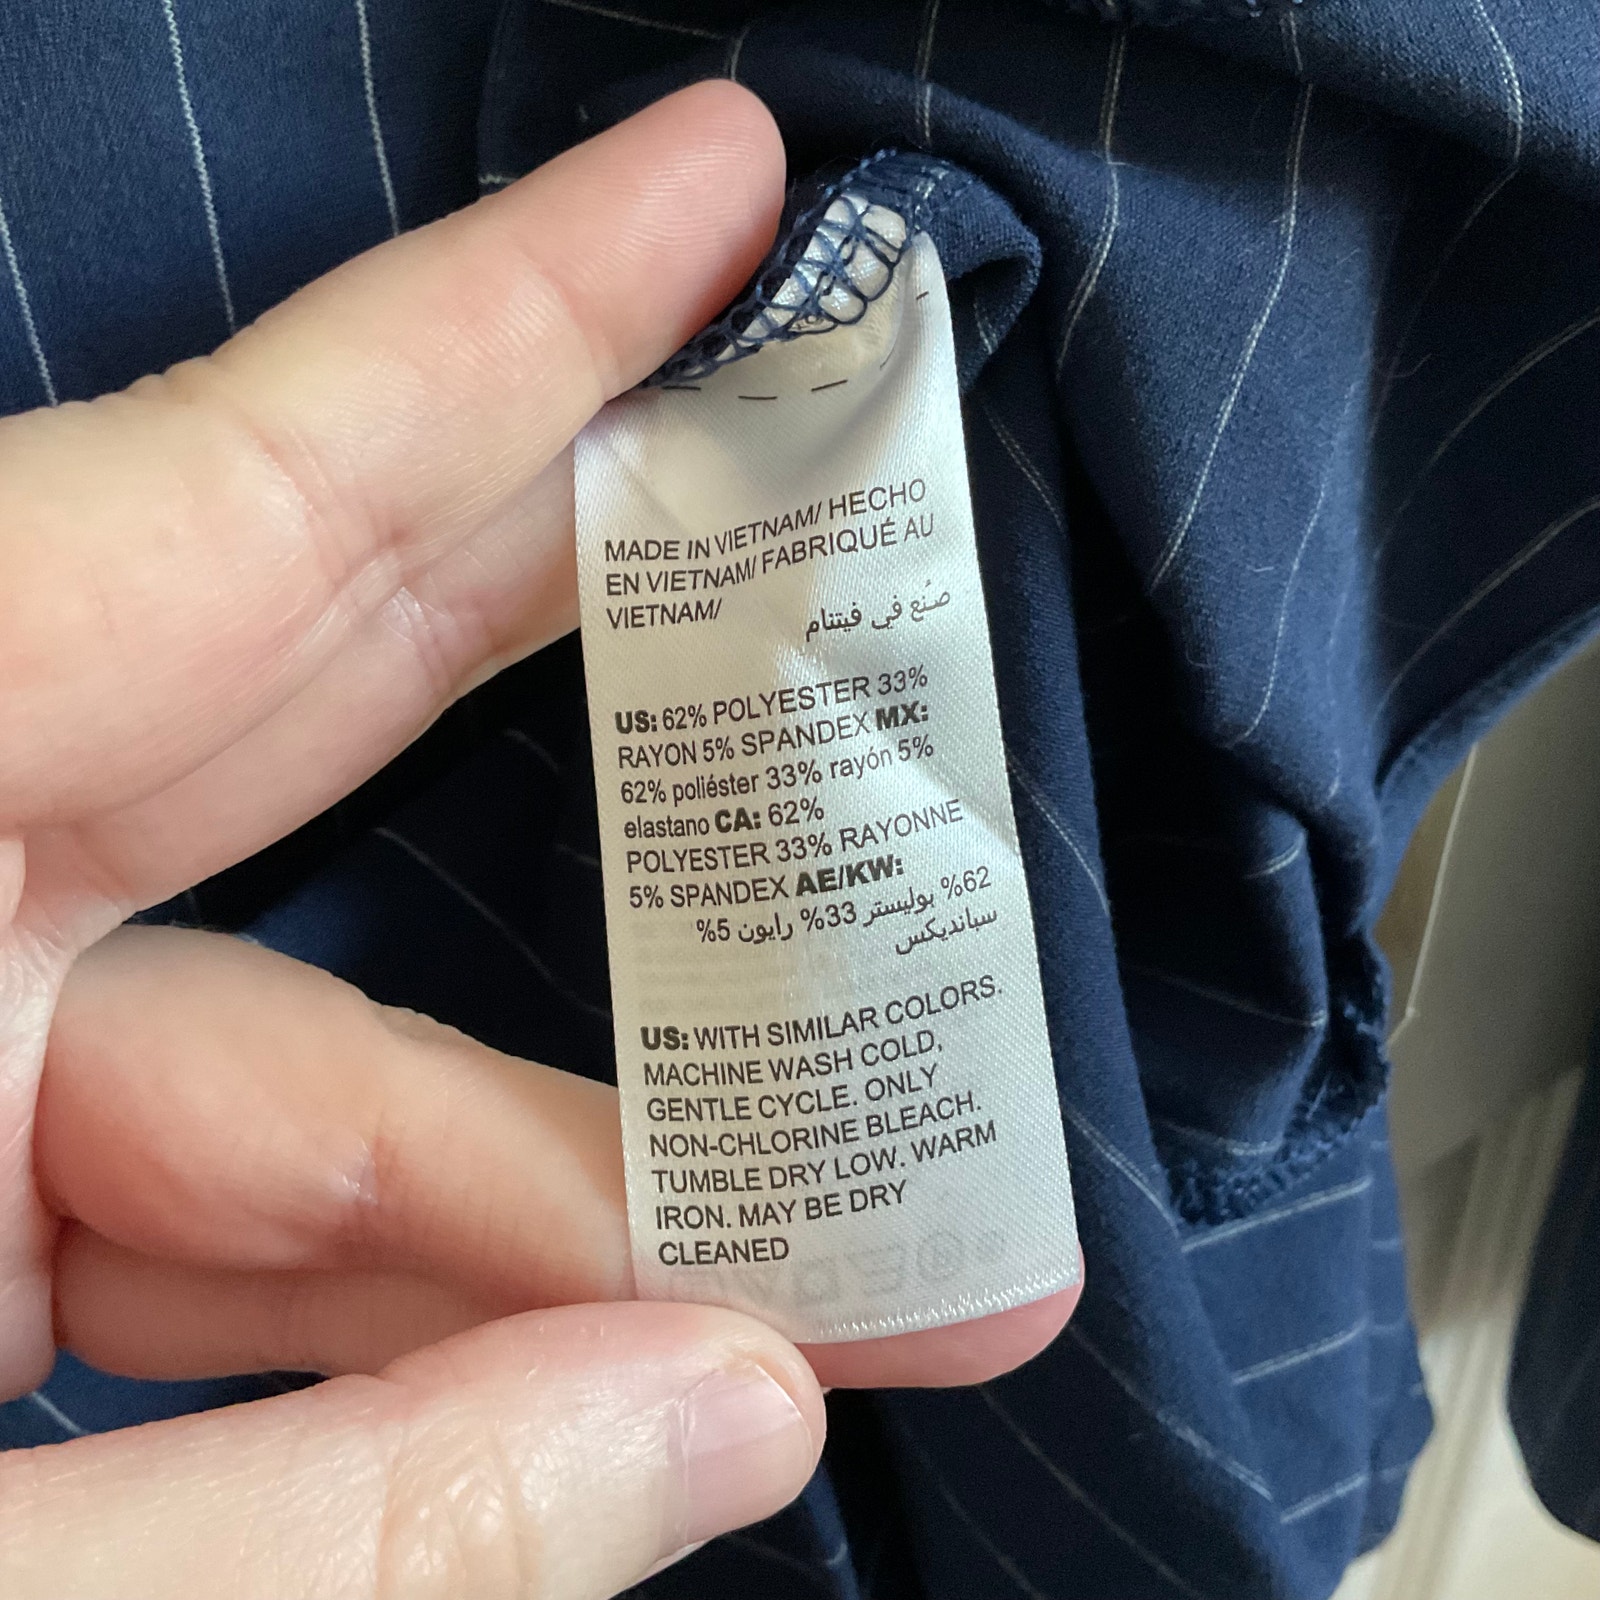 MADE IN VIETNAM/ HECHO
EN VIETNAM/ FABRIQUÉ AU
VIETNAM/
صُنع في فيتنام
US: 62% POLYESTER 33%
RAYON 5% SPANDEX MX:
62% poliéster 33% rayón 5%
elastano CA: 62%
POLYESTER 33% RAYONNE
5% SPANDEX AE/KW:
62% بوليستر 33% رايون 5%
سبانديكس
US: WITH SIMILAR COLORS.
MACHINE WASH COLD,
GENTLE CYCLE. ONLY
NON-CHLORINE BLEACH.
TUMBLE DRY LOW. WARM
IRON. MAY BE DRY
CLEANED